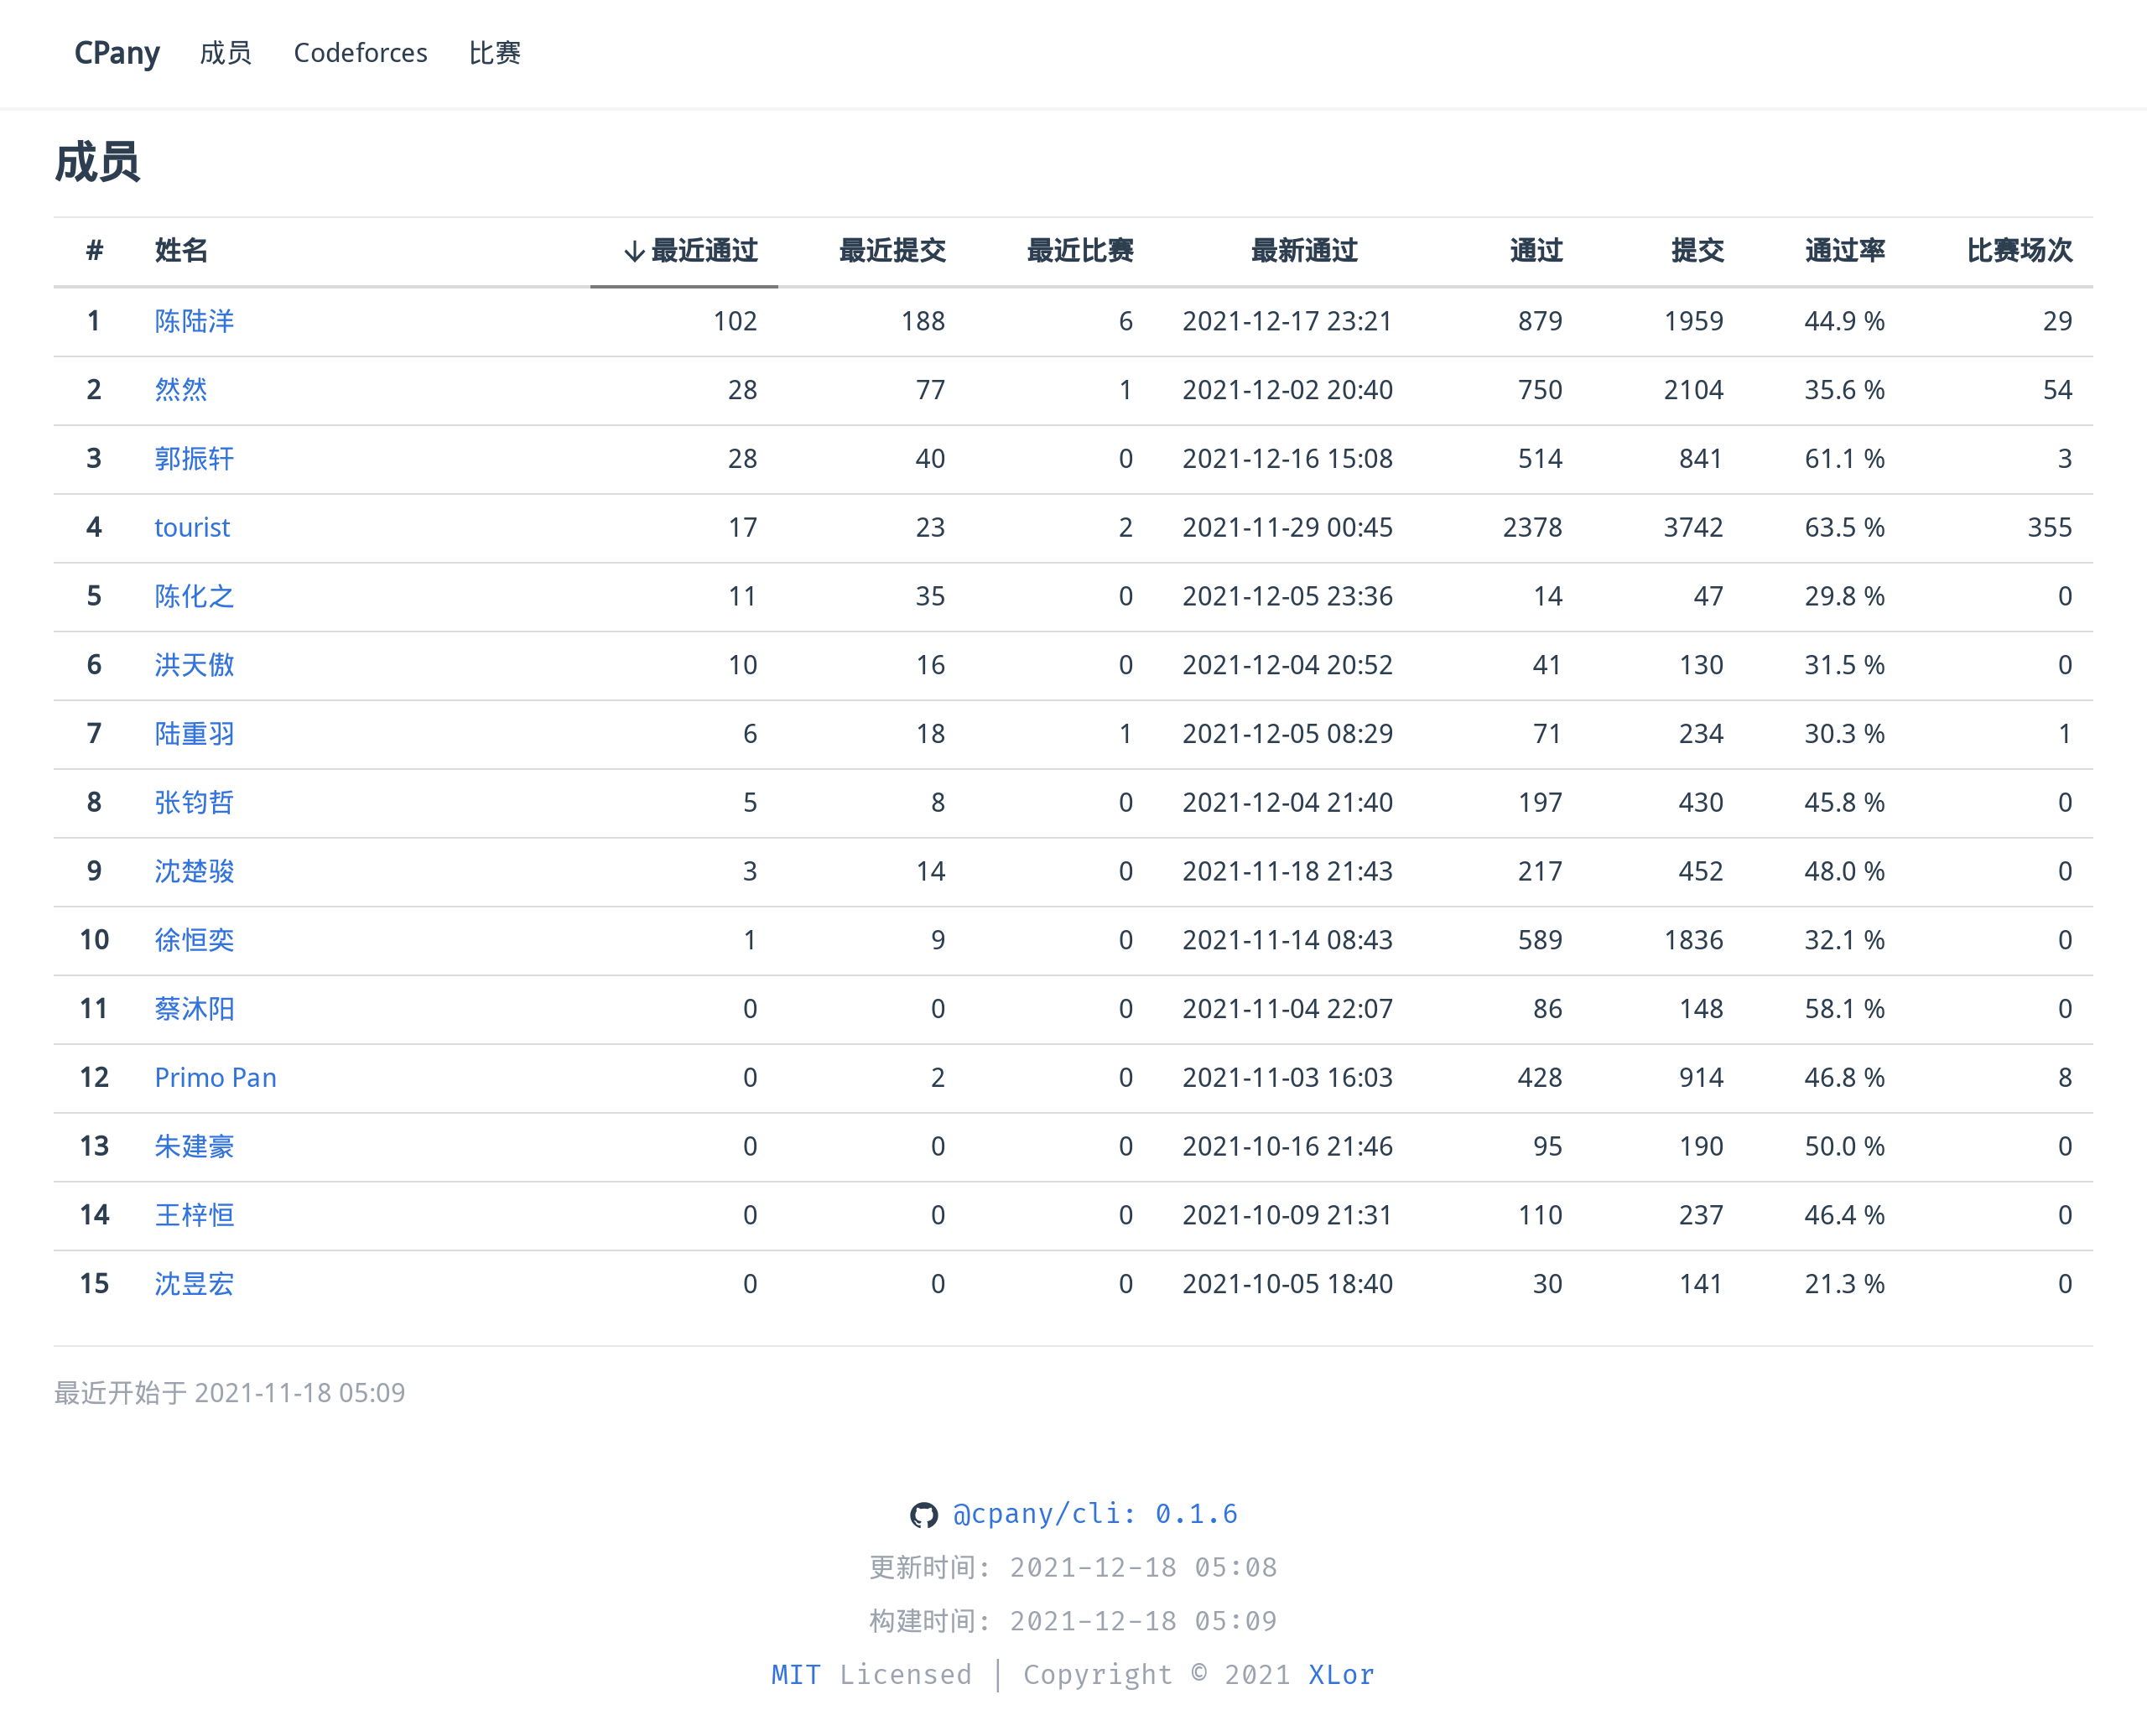 CPany 成员 Codeforces 比赛
成员
# 姓名 ↓最近通过 最近提交 最近比赛 最新通过 通过 提交 通过率 比赛场次
1 陈陆洋 102 188 6 2021-12-17 23:21 879 1959 44.9 % 29
2 然然 28 77 1 2021-12-02 20:40 750 2104 35.6 % 54
3 郭振轩 28 40 0 2021-12-16 15:08 514 841 61.1 % 3
4 tourist 17 23 2 2021-11-29 00:45 2378 3742 63.5 % 355
5 陈化之 11 35 0 2021-12-05 23:36 14 47 29.8 % 0
6 洪天傲 10 16 0 2021-12-04 20:52 41 130 31.5 % 0
7 陆重羽 6 18 1 2021-12-05 08:29 71 234 30.3 % 1
8 张钧哲 5 8 0 2021-12-04 21:40 197 430 45.8 % 0
9 沈楚骏 3 14 0 2021-11-18 21:43 217 452 48.0 % 0
10 徐恒奕 1 9 0 2021-11-14 08:43 589 1836 32.1 % 0
11 蔡沐阳 0 0 0 2021-11-04 22:07 86 148 58.1 % 0
12 Primo Pan 0 2 0 2021-11-03 16:03 428 914 46.8 % 8
13 朱建豪 0 0 0 2021-10-16 21:46 95 190 50.0 % 0
14 王梓恒 0 0 0 2021-10-09 21:31 110 237 46.4 % 0
15 沈昱宏 0 0 0 2021-10-05 18:40 30 141 21.3 % 0
最近开始于 2021-11-18 05:09
@cpany/cli: 0.1.6
更新时间: 2021-12-18 05:08
构建时间: 2021-12-18 05:09
MIT Licensed | Copyright © 2021 XLor